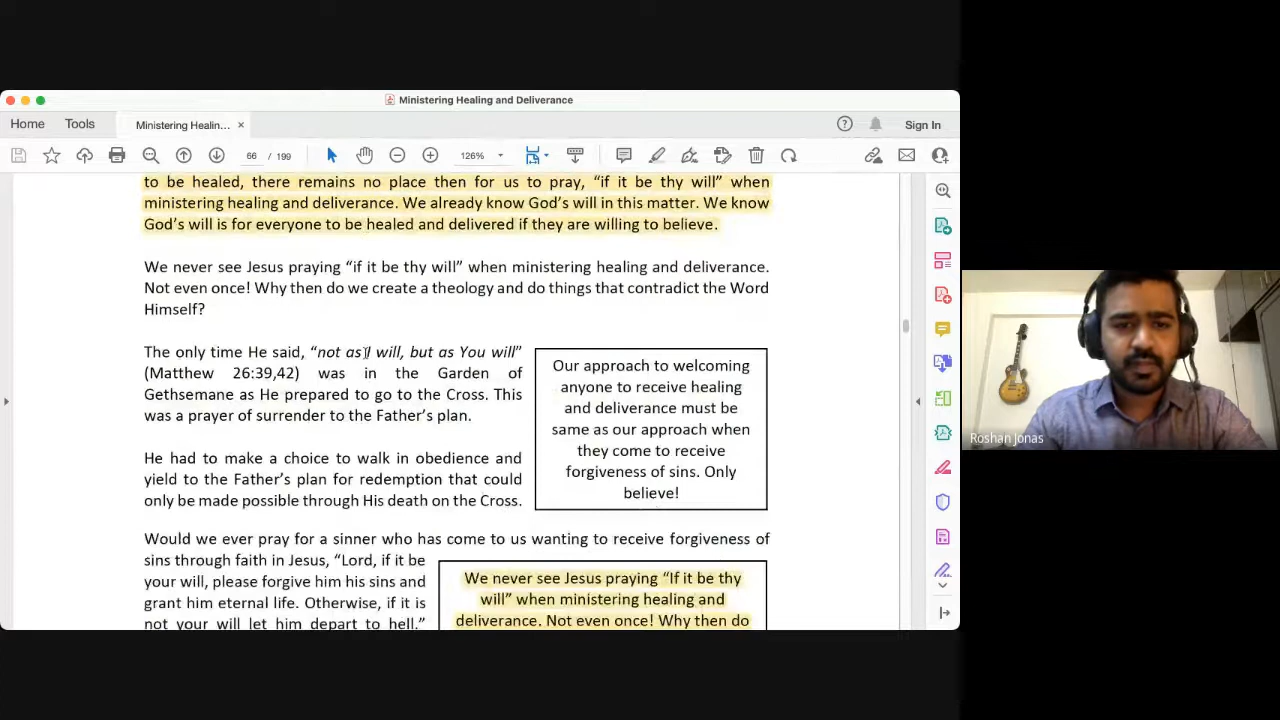 Ministering Healing and Deliverance
Home Tools Ministering Healin... × Sign In
66 / 199 126%
to be healed, there remains no place then for us to pray, “if it be thy will” when
ministering healing and deliverance. We already know God’s will in this matter. We know
God’s will is for everyone to be healed and delivered if they are willing to believe.
We never see Jesus praying “if it be thy will” when ministering healing and deliverance.
Not even once! Why then do we create a theology and do things that contradict the Word
Himself?
The only time He said, “not as I will, but as You will”
(Matthew 26:39,42) was in the Garden of
Gethsemane as He prepared to go to the Cross. This
was a prayer of surrender to the Father’s plan.
He had to make a choice to walk in obedience and
yield to the Father’s plan for redemption that could
only be made possible through His death on the Cross.
Our approach to welcoming
anyone to receive healing
and deliverance must be
same as our approach when
they come to receive
forgiveness of sins. Only
believe!
Would we ever pray for a sinner who has come to us wanting to receive forgiveness of
sins through faith in Jesus, “Lord, if it be
your will, please forgive him his sins and
grant him eternal life. Otherwise, if it is
not your will let him depart to hell.”
We never see Jesus praying “If it be thy
will” when ministering healing and
deliverance. Not even once! Why then do
Roshan Jonas